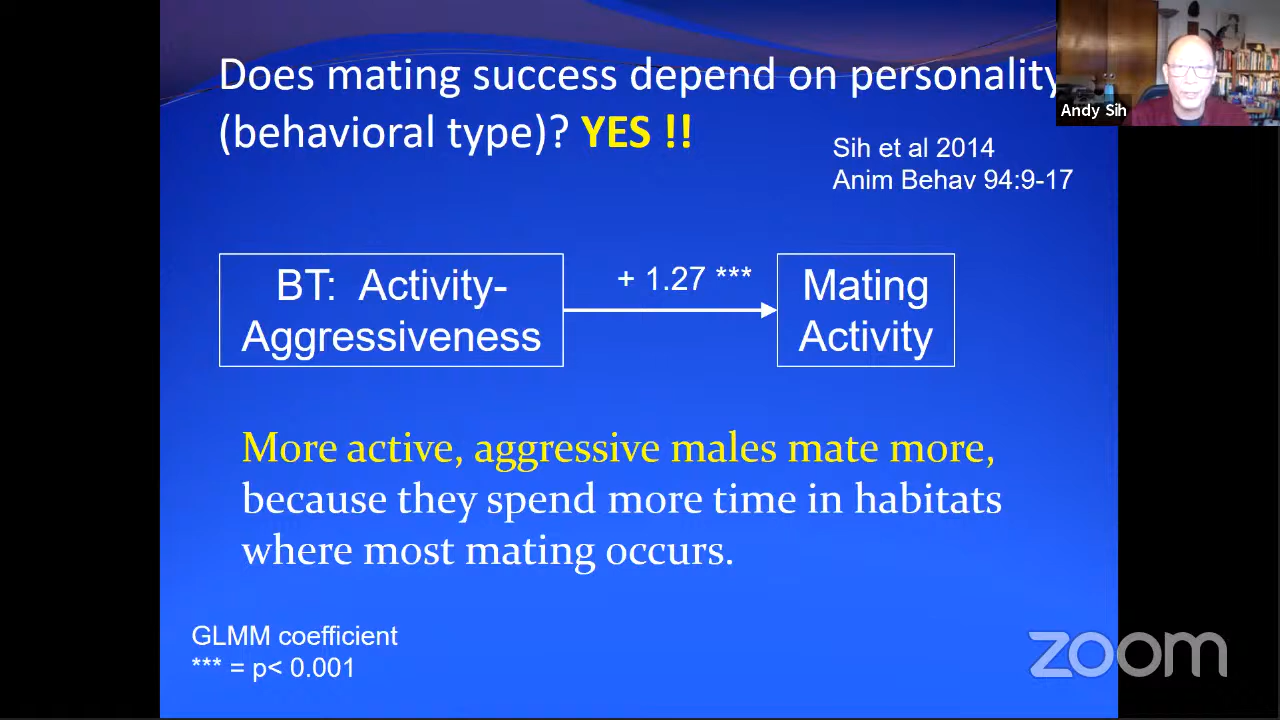 Does mating success depend on personality
(behavioral type)? YES !!
Andy Sih
Sih et al 2014
Anim Behav 94:9-17
BT: Activity-
Aggressiveness
+ 1.27 ***
Mating
Activity
More active, aggressive males mate more,
because they spend more time in habitats
where most mating occurs.
GLMM coefficient
*** = p< 0.001
zoom